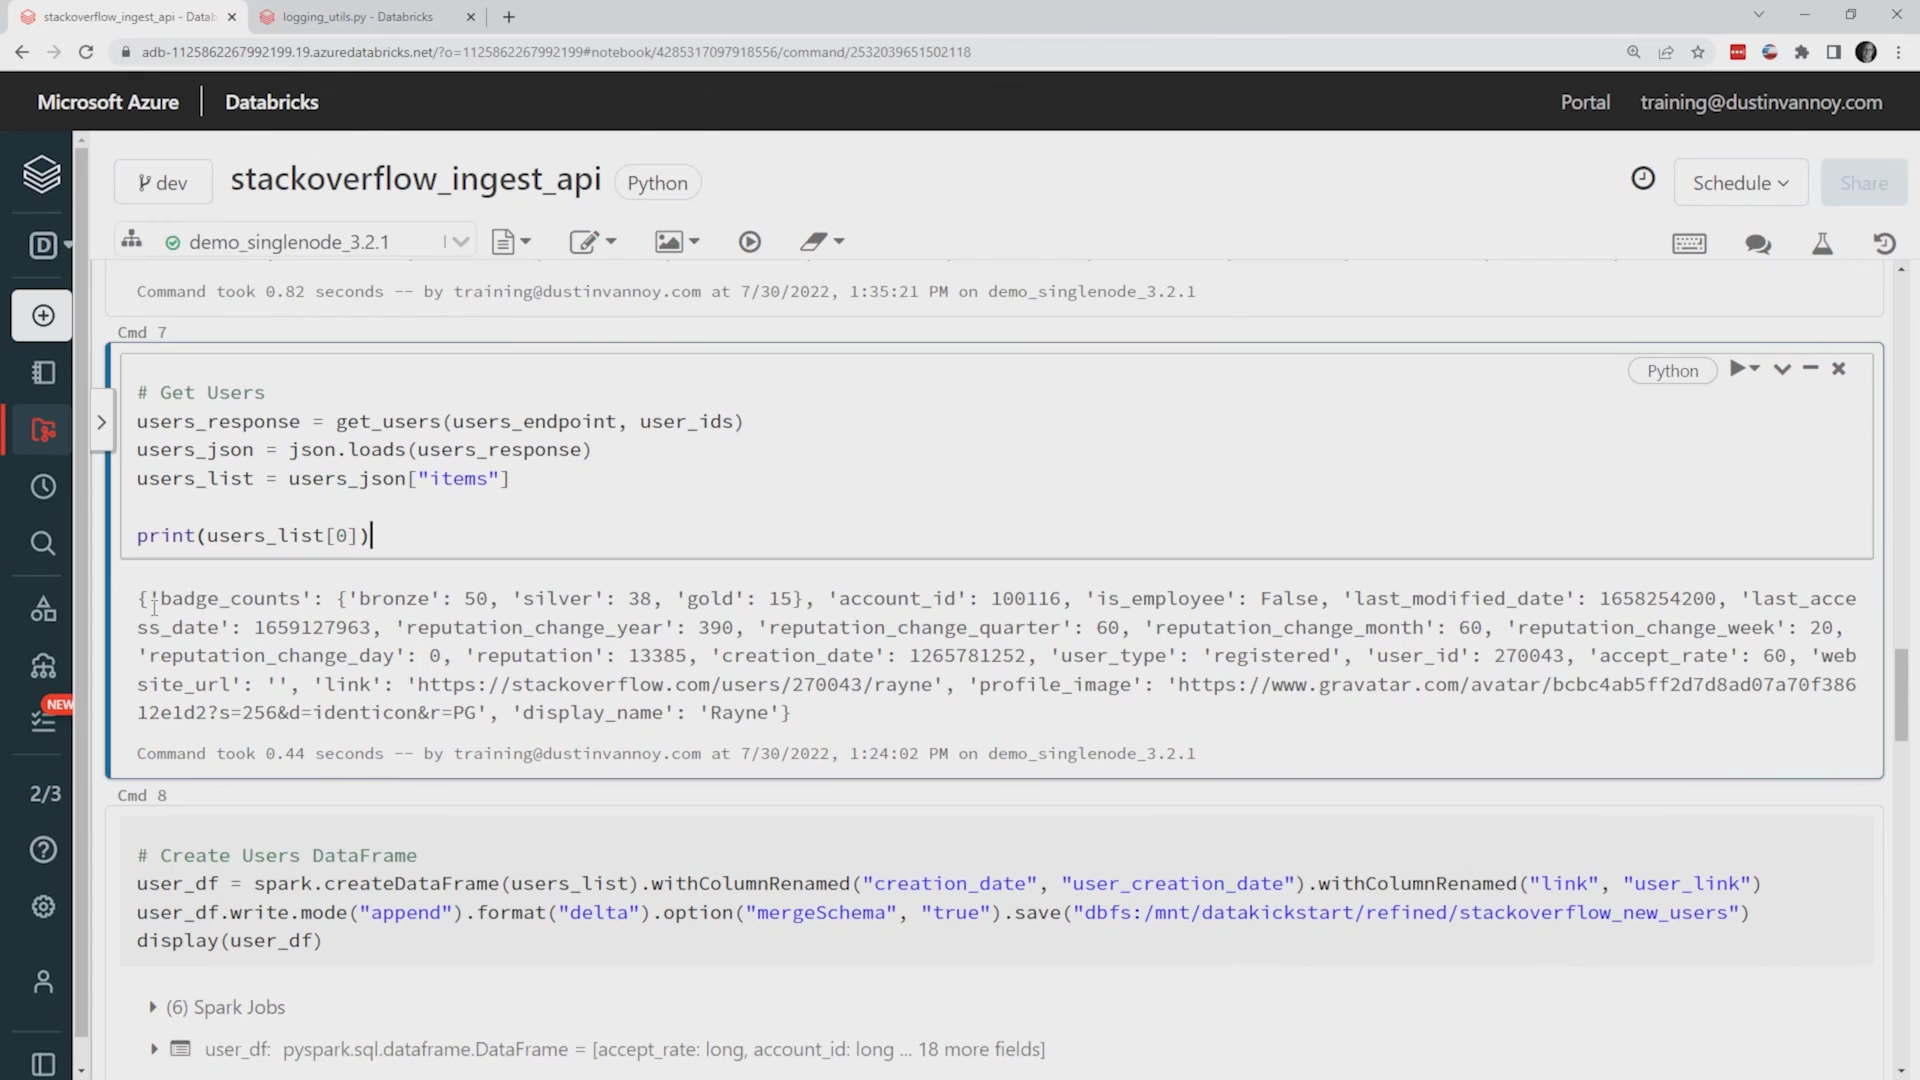 stackoverflow_ingest_api - Datab
logging_utils.py - Databricks
adb-1125862267992199.19.azuredatabricks.net/?o=1125862267992199#notebook/4285317097918556/command/2532039651502118
Microsoft Azure | Databricks
Portal training@dustinvannoy.com
dev stackoverflow_ingest_api Python
Schedule Share
demo_singlenode_3.2.1
Command took 0.82 seconds -- by training@dustinvannoy.com at 7/30/2022, 1:35:21 PM on demo_singlenode_3.2.1
Cmd 7
Python
# Get Users
users_response = get_users(users_endpoint, user_ids)
users_json = json.loads(users_response)
users_list = users_json["items"]
print(users_list[0])
{'badge_counts': {'bronze': 50, 'silver': 38, 'gold': 15}, 'account_id': 100116, 'is_employee': False, 'last_modified_date': 1658254200, 'last_acce
ss_date': 1659127963, 'reputation_change_year': 390, 'reputation_change_quarter': 60, 'reputation_change_month': 60, 'reputation_change_week': 20,
'reputation_change_day': 0, 'reputation': 13385, 'creation_date': 1265781252, 'user_type': 'registered', 'user_id': 270043, 'accept_rate': 60, 'web
site_url': '', 'link': 'https://stackoverflow.com/users/270043/rayne', 'profile_image': 'https://www.gravatar.com/avatar/bcbc4ab5ff2d7d8ad07a70f386
12e1d2?s=256&d=identicon&r=PG', 'display_name': 'Rayne'}
Command took 0.44 seconds -- by training@dustinvannoy.com at 7/30/2022, 1:24:02 PM on demo_singlenode_3.2.1
Cmd 8
# Create Users DataFrame
user_df = spark.createDataFrame(users_list).withColumnRenamed("creation_date", "user_creation_date").withColumnRenamed("link", "user_link")
user_df.write.mode("append").format("delta").option("mergeSchema", "true").save("dbfs:/mnt/datakickstart/refined/stackoverflow_new_users")
display(user_df)
(6) Spark Jobs
user_df: pyspark.sql.dataframe.DataFrame = [accept_rate: long, account_id: long ... 18 more fields]
D
NEW
2/3